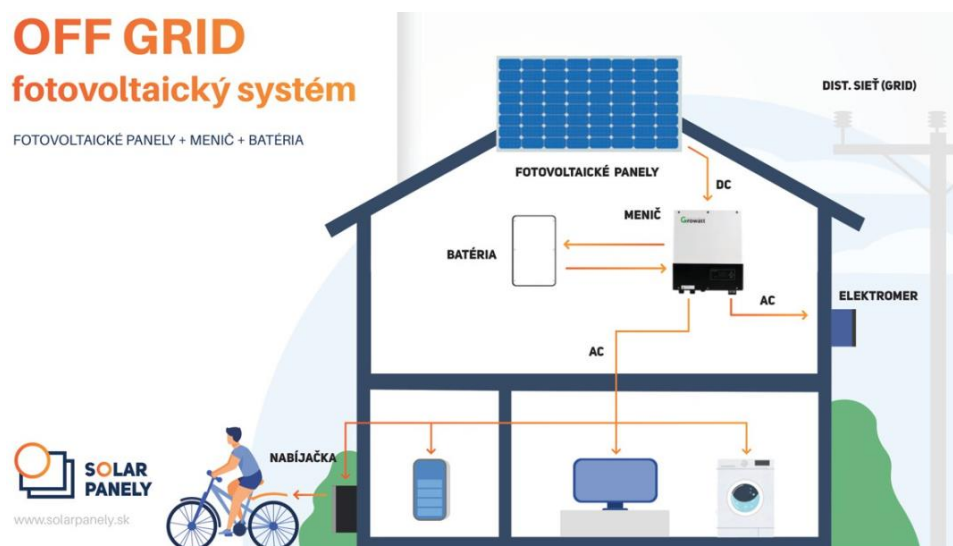 OFF GRID
fotovoltaický systém
FOTOVOLTAICKÉ PANELY + MENIČ + BATÉRIA
DIST. SIEŤ (GRID)
FOTOVOLTAICKÉ PANELY
DC
MENIČ
Growatt
BATÉRIA
ELEKTROMER
AC
AC
NABÍJAČKA
SOLAR
PANELY
www.solarpanely.sk